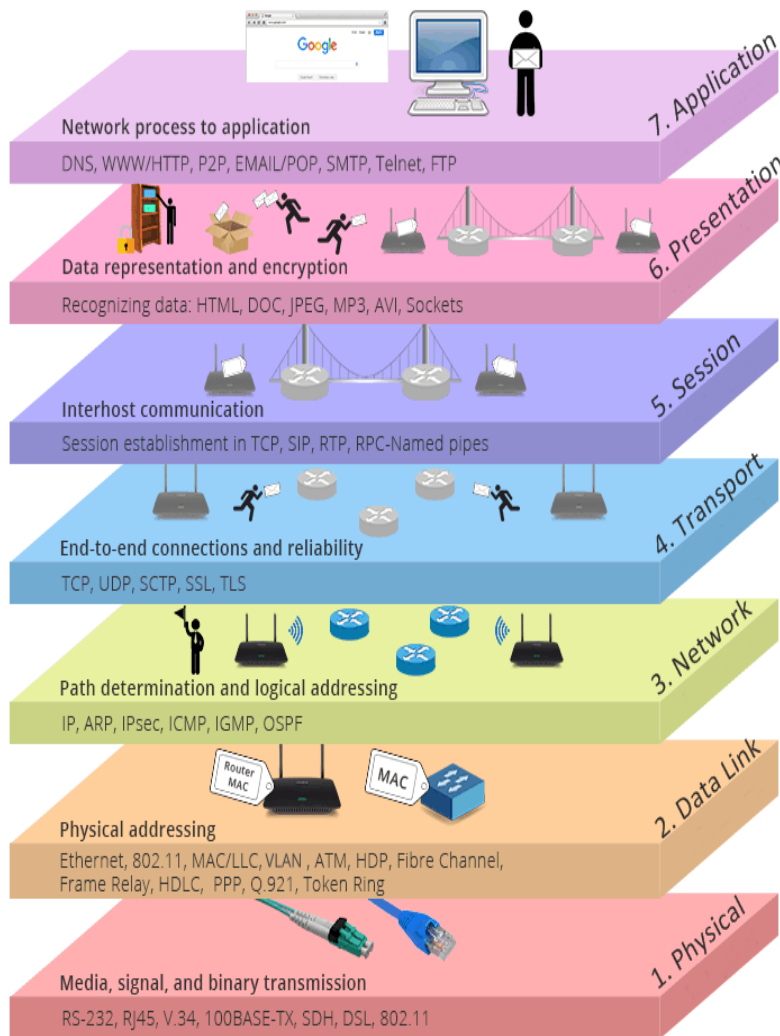 Google
Network process to application
7. Application
DNS, WWW/HTTP, P2P, EMAIL/POP, SMTP, Telnet, FTP
Data representation and encryption
6. Presentation
Recognizing data: HTML, DOC, JPEG, MP3, AVI, Sockets
Interhost communication
5. Session
Session establishment in TCP, SIP, RTP, RPC-Named pipes
End-to-end connections and reliability
4. Transport
TCP, UDP, SCTP, SSL, TLS
Path determination and logical addressing
3. Network
IP, ARP, IPsec, ICMP, IGMP, OSPF
Router
MAC
MAC
Physical addressing
2. Data Link
Ethernet, 802.11, MAC/LLC, VLAN , ATM, HDP, Fibre Channel,
Frame Relay, HDLC, PPP, Q.921, Token Ring
Media, signal, and binary transmission
1. Physical
RS-232, RJ45, V.34, 100BASE-TX, SDH, DSL, 802.11